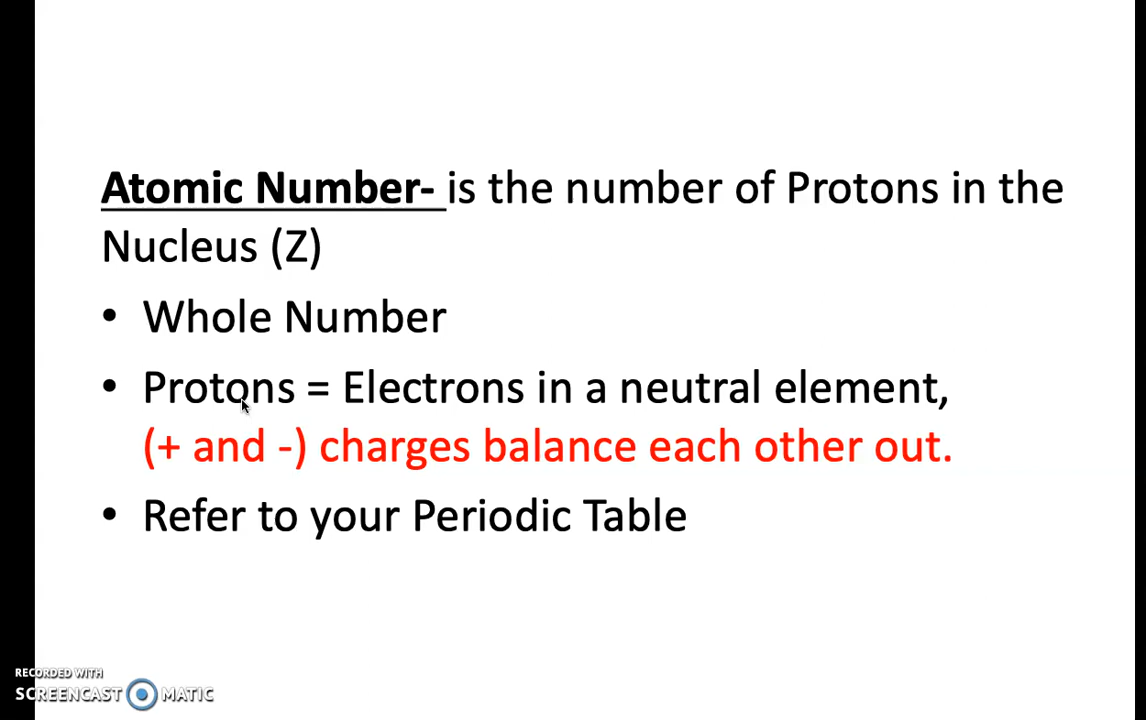 Atomic Number- is the number of Protons in the
Nucleus (Z)
• Whole Number
• Protons = Electrons in a neutral element,
(+ and -) charges balance each other out.
• Refer to your Periodic Table
RECORDED WITH
SCREENCAST MATIC